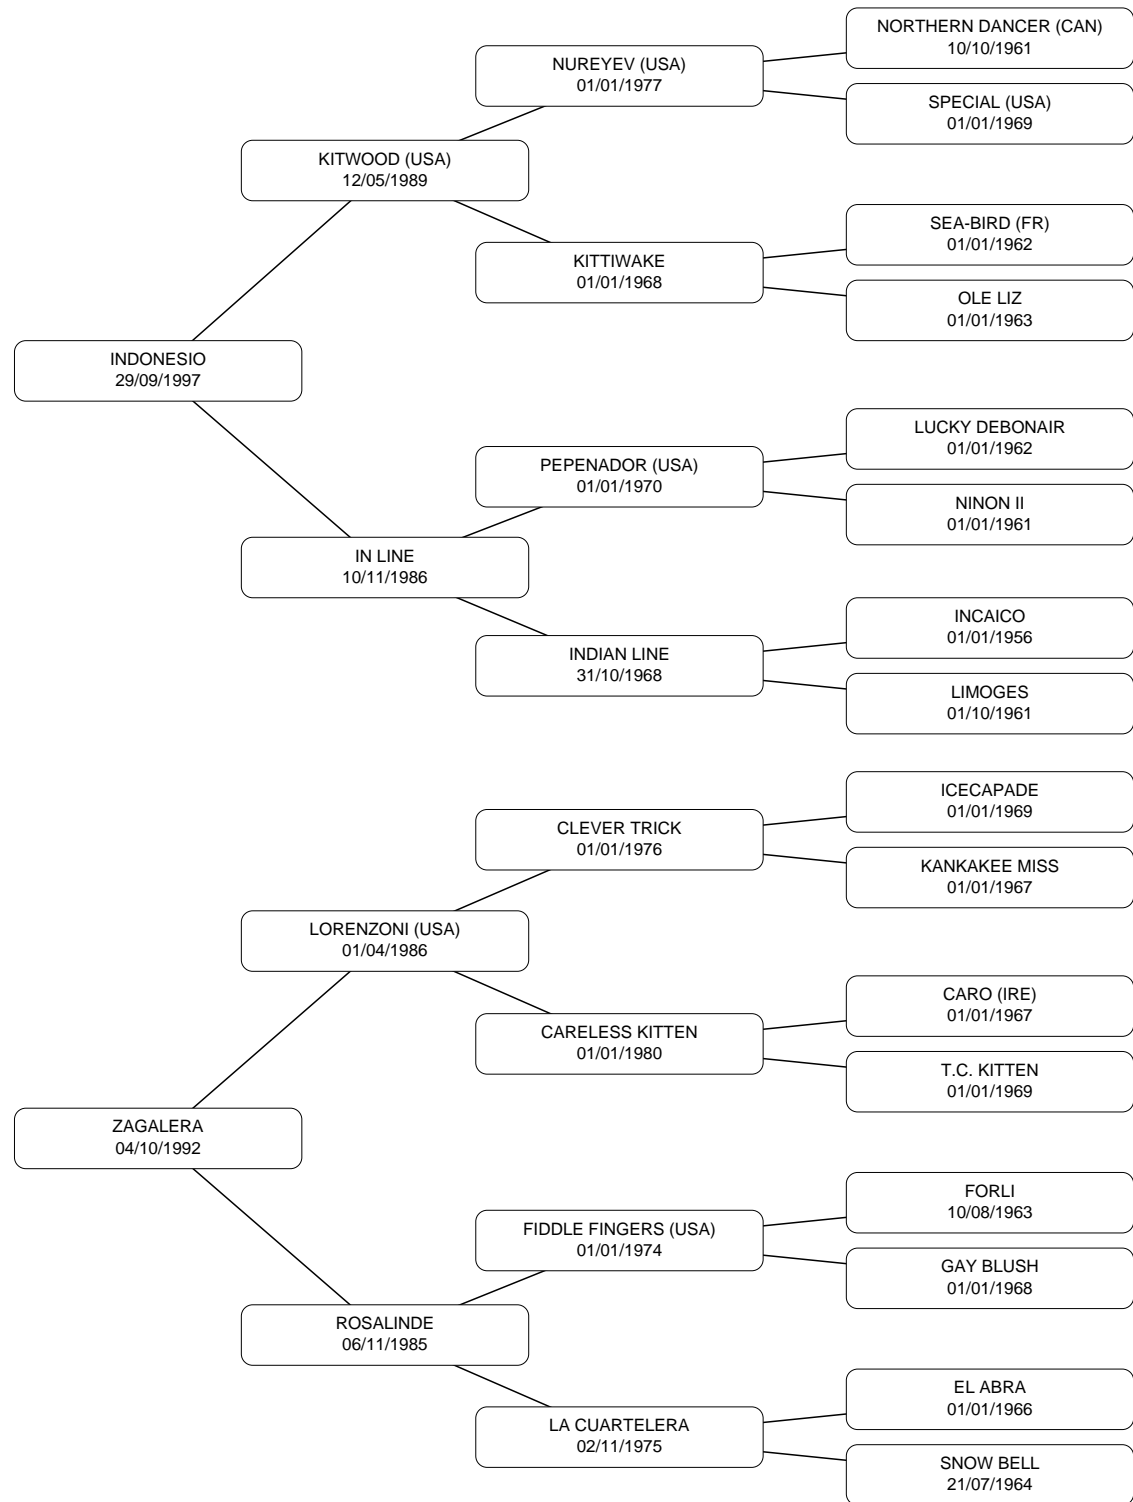 NORTHERN DANCER (CAN)
10/10/1961
NUREYEV (USA)
01/01/1977
SPECIAL (USA)
01/01/1969
KITWOOD (USA)
12/05/1989
SEA-BIRD (FR)
01/01/1962
KITTIWAKE
01/01/1968
OLE LIZ
01/01/1963
INDONESIO
29/09/1997
LUCKY DEBONAIR
01/01/1962
PEPENADOR (USA)
01/01/1970
NINON II
01/01/1961
IN LINE
10/11/1986
INCAICO
01/01/1956
INDIAN LINE
31/10/1968
LIMOGES
01/10/1961
ICECAPADE
01/01/1969
CLEVER TRICK
01/01/1976
KANKAKEE MISS
01/01/1967
LORENZONI (USA)
01/04/1986
CARO (IRE)
01/01/1967
CARELESS KITTEN
01/01/1980
T.C. KITTEN
01/01/1969
ZAGALERA
04/10/1992
FORLI
10/08/1963
FIDDLE FINGERS (USA)
01/01/1974
GAY BLUSH
01/01/1968
ROSALINDE
06/11/1985
EL ABRA
01/01/1966
LA CUARTELERA
02/11/1975
SNOW BELL
21/07/1964